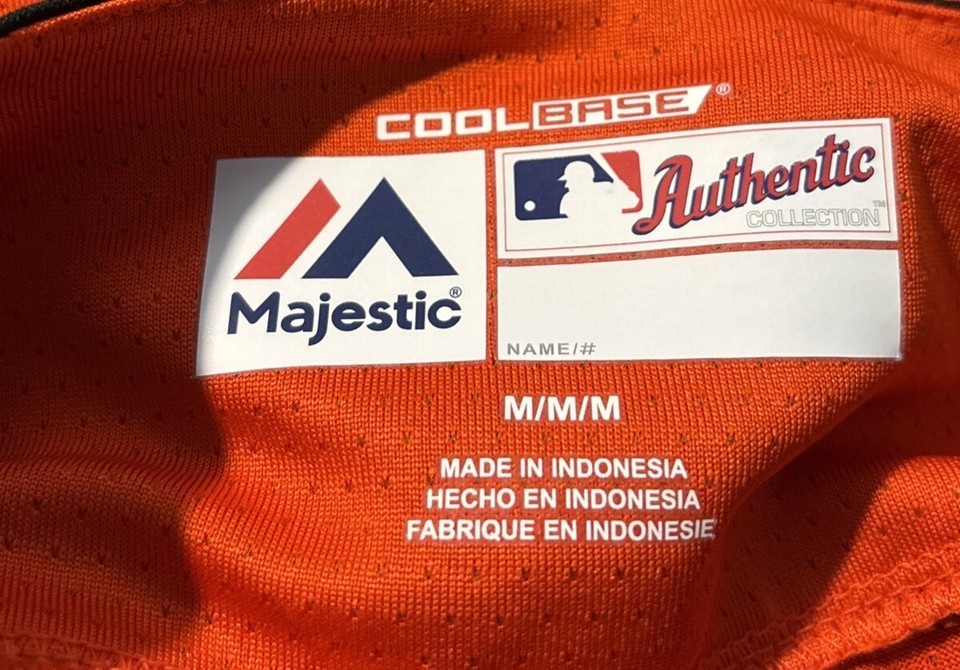 COOLBASE®
Majestic®
Authentic
COLLECTION™
NAME/#
M/M/M
MADE IN INDONESIA
HECHO EN INDONESIA
FABRIQUE EN INDONESIE